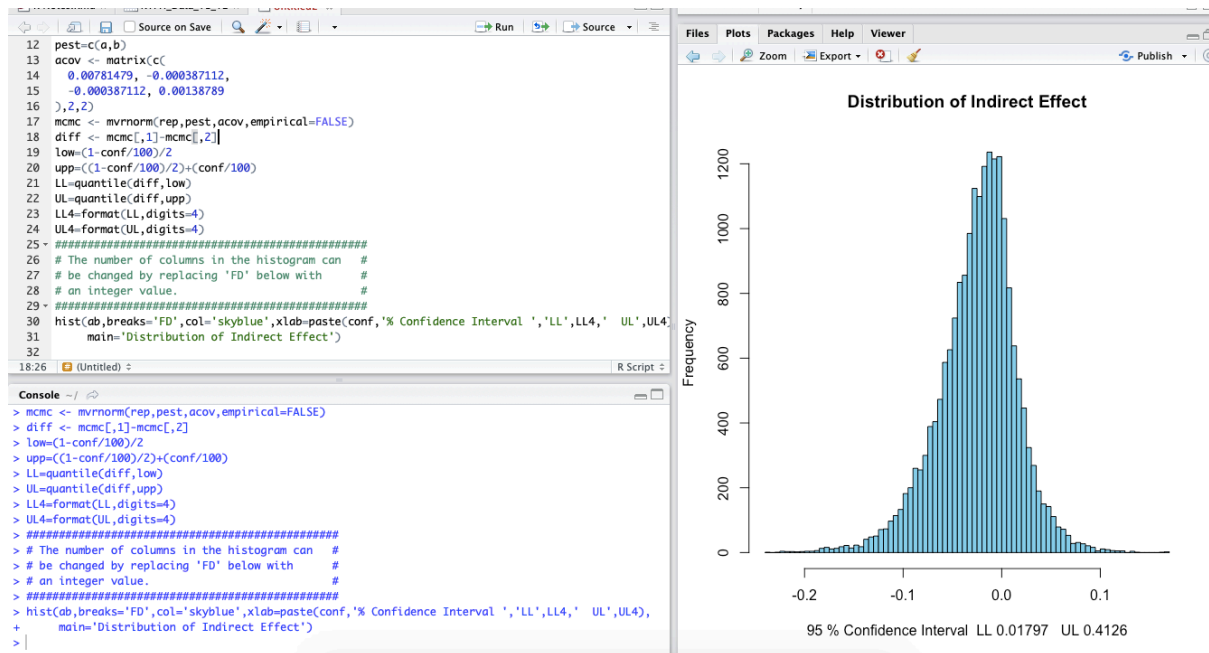 Source on Save Run Source
12 pest=c(a,b)
13 acov <- matrix(c(
14 0.00781479, -0.000387112,
15 -0.000387112, 0.00138789
16 ),2,2)
17 mcmc <- mvrnorm(rep,pest,acov,empirical=FALSE)
18 diff <- mcmc[,1]-mcmc[,2]
19 low=(1-conf/100)/2
20 upp=((1-conf/100)/2)+(conf/100)
21 LL=quantile(diff,low)
22 UL=quantile(diff,upp)
23 LL4=format(LL,digits=4)
24 UL4=format(UL,digits=4)
25 ################################################
26 # The number of columns in the histogram can #
27 # be changed by replacing 'FD' below with #
28 # an integer value. #
29 ################################################
30 hist(ab,breaks='FD',col='skyblue',xlab=paste(conf,'% Confidence Interval ','LL',LL4,' UL',UL4)
31 main='Distribution of Indirect Effect')
32
18:26 (Untitled) R Script
Console ~/
> mcmc <- mvrnorm(rep,pest,acov,empirical=FALSE)
> diff <- mcmc[,1]-mcmc[,2]
> low=(1-conf/100)/2
> upp=((1-conf/100)/2)+(conf/100)
> LL=quantile(diff,low)
> UL=quantile(diff,upp)
> LL4=format(LL,digits=4)
> UL4=format(UL,digits=4)
> ################################################
> # The number of columns in the histogram can #
> # be changed by replacing 'FD' below with #
> # an integer value. #
> ################################################
> hist(ab,breaks='FD',col='skyblue',xlab=paste(conf,'% Confidence Interval ','LL',LL4,' UL',UL4),
+ main='Distribution of Indirect Effect')
>
Files Plots Packages Help Viewer
Zoom Export Publish
Distribution of Indirect Effect
Frequency
1200
1000
800
600
400
200
0
-0.2 -0.1 0.0 0.1
95 % Confidence Interval LL 0.01797 UL 0.4126